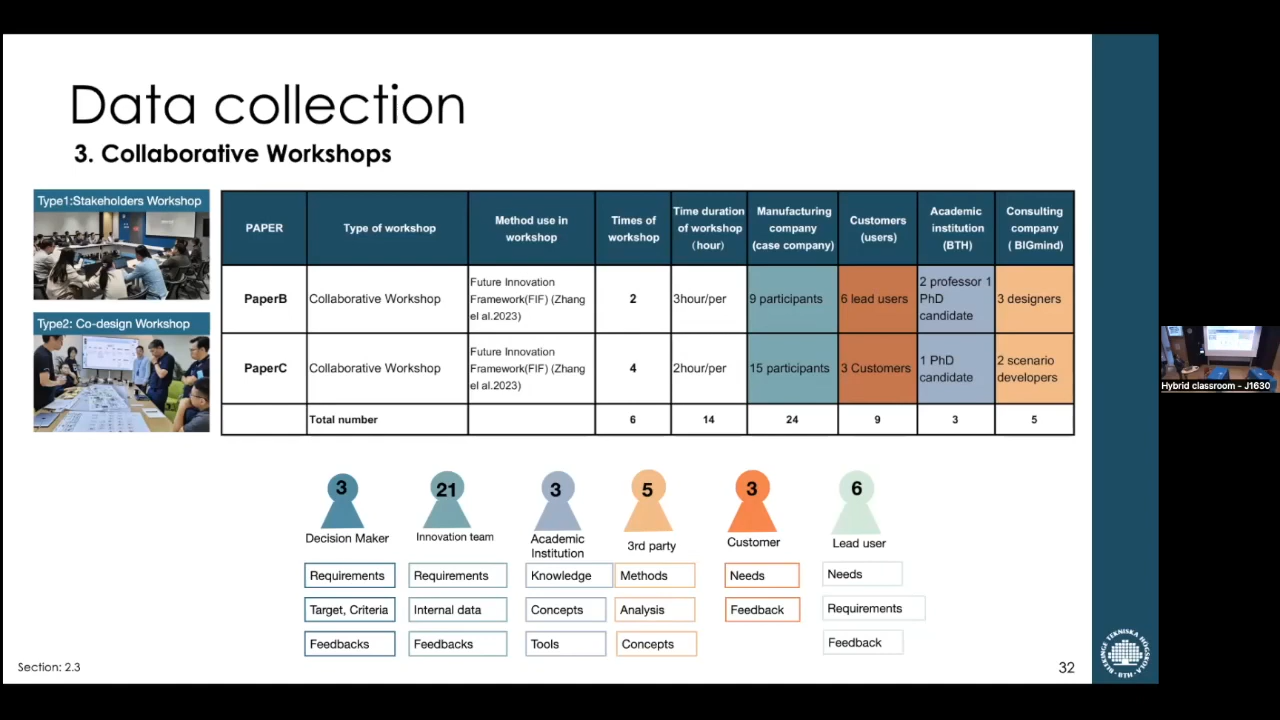 Data collection
3. Collaborative Workshops
Type1:Stakeholders Workshop
Type2: Co-design Workshop
PAPER
Type of workshop
Method use in
workshop
Times of
workshop
Time duration
of workshop
(hour)
Manufacturing
company
(case company)
Customers
(users)
Academic
institution
(BTH)
Consulting
company
( BIGmind)
PaperB
Collaborative Workshop
Future Innovation
Framework(FIF) (Zhang
el al.2023)
2
3hour/per
9 participants
6 lead users
2 professor 1
PhD
candidate
3 designers
PaperC
Collaborative Workshop
Future Innovation
Framework(FIF) (Zhang
el al.2023)
4
2hour/per
15 participants
3 Customers
1 PhD
candidate
2 scenario
developers
Total number
6
14
24
9
3
5
3
Decision Maker
Requirements
Target, Criteria
Feedbacks
21
Innovation team
Requirements
Internal data
Feedbacks
3
Academic
Institution
Knowledge
Concepts
Tools
5
3rd party
Methods
Analysis
Concepts
3
Customer
Needs
Feedback
6
Lead user
Needs
Requirements
Feedback
Section: 2.3
32
BLEKINGE TEKNISKA HÖGSKOLA
· BTH ·
Hybrid classroom - J1630